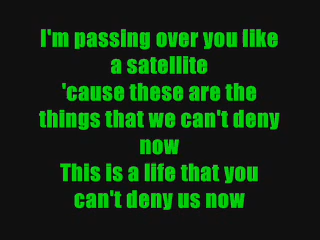 I'm passing over you like
a satellite
'cause these are the
things that we can't deny
now
This is a life that you
can't deny us now